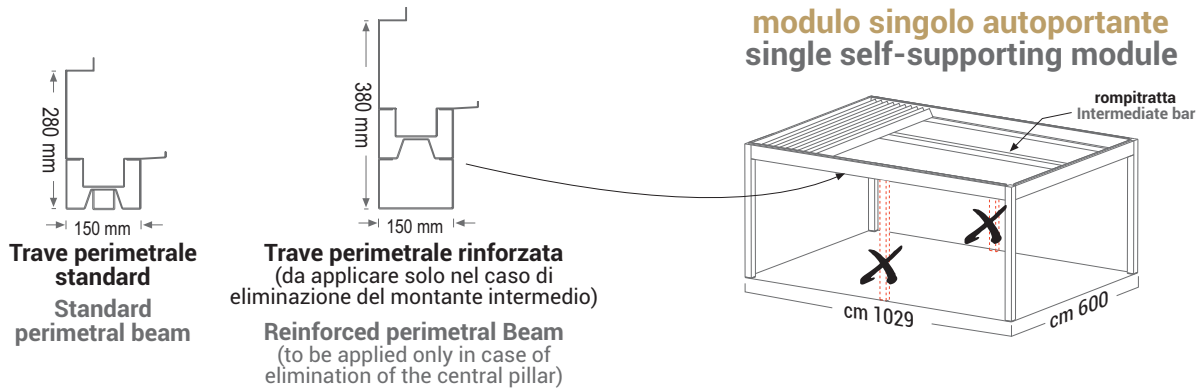 280 mm
150 mm
Trave perimetrale
standard
Standard
perimetral beam
380 mm
150 mm
Trave perimetrale rinforzata
(da applicare solo nel caso di
eliminazione del montante intermedio)
Reinforced perimetral Beam
(to be applied only in case of
elimination of the central pillar)
modulo singolo autoportante
single self-supporting module
rompitratta
Intermediate bar
cm 1029
cm 600